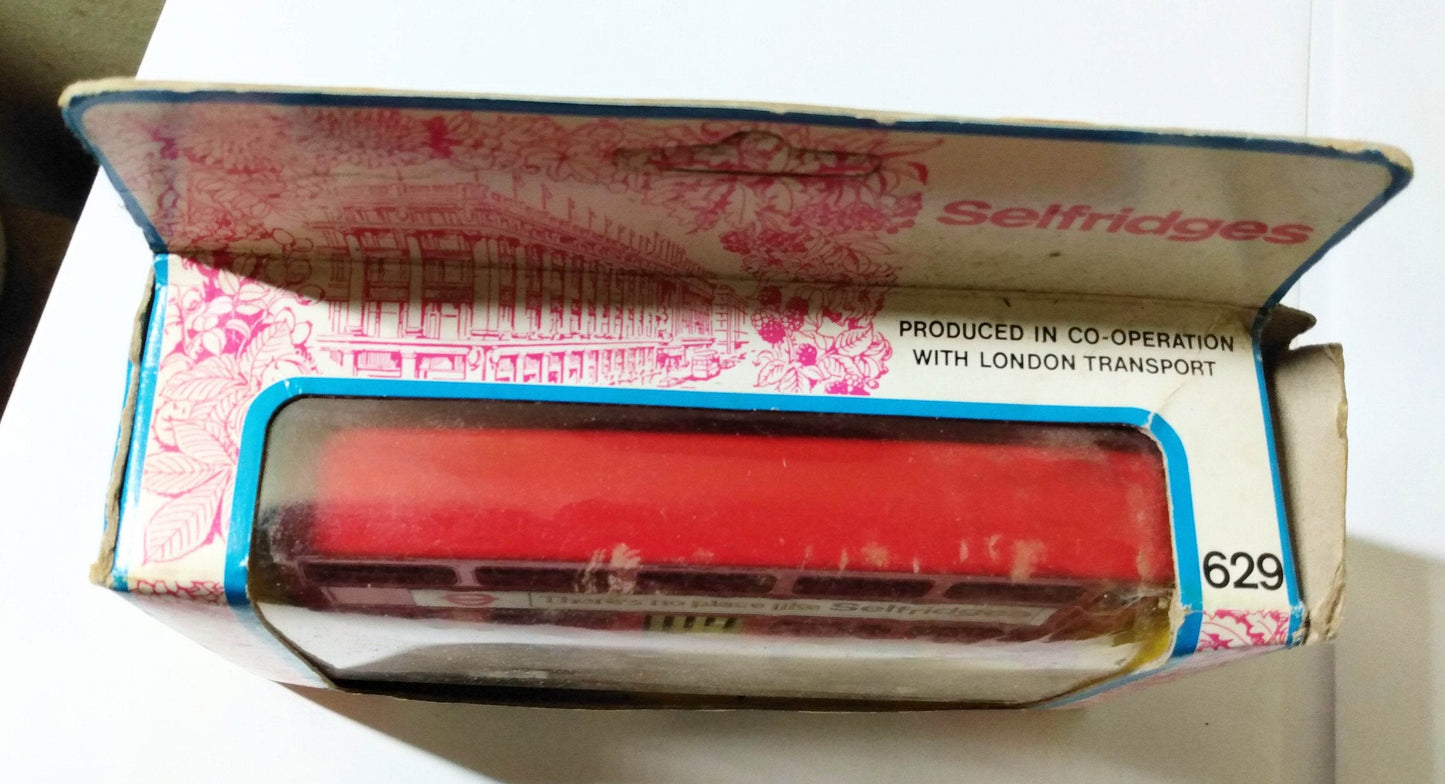 Selfridges
PRODUCED IN CO-OPERATION
WITH LONDON TRANSPORT
629
There's no place like Selfridges